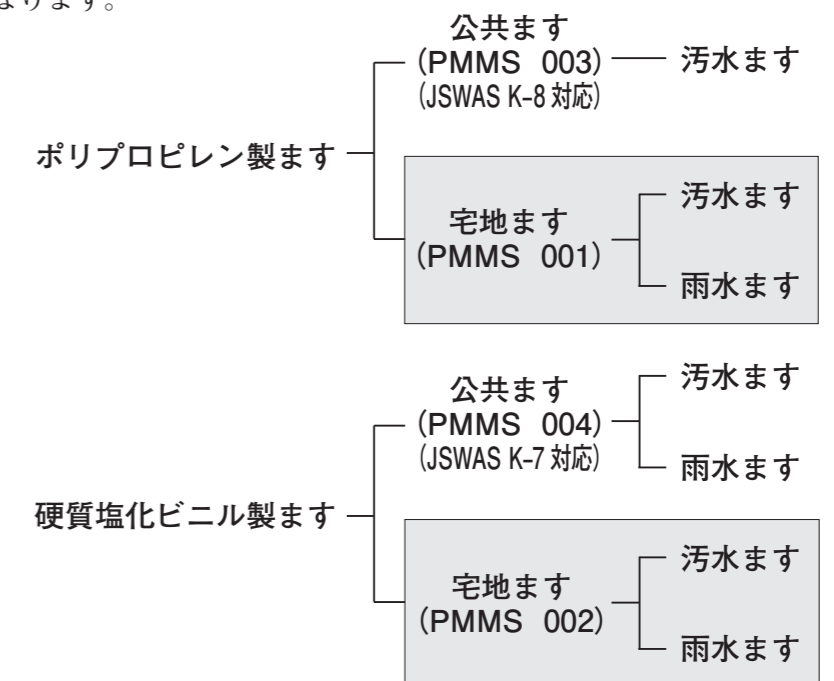 なります。
公共ます
(PMMS 003)
(JSWAS K-8 対応)
汚水ます
ポリプロピレン製ます
宅地ます
(PMMS 001)
汚水ます
雨水ます
公共ます
(PMMS 004)
(JSWAS K-7 対応)
汚水ます
雨水ます
硬質塩化ビニル製ます
宅地ます
(PMMS 002)
汚水ます
雨水ます